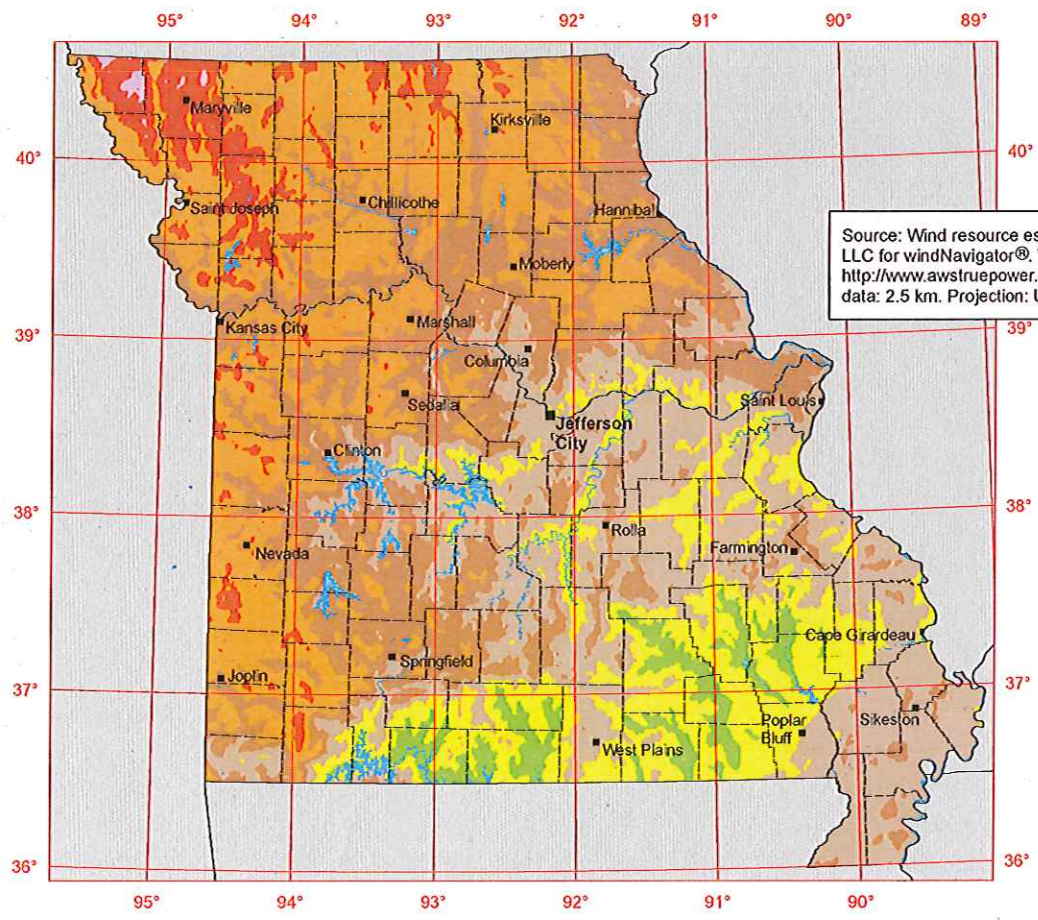 95° 94° 93° 92° 91° 90° 89°
Maryville
Kirksville
40° 40°
Saint Joseph
Chillicothe
Hannibal
Source: Wind resource es
LLC for windNavigator®.
http://www.awstruepower.
data: 2.5 km. Projection: U
Moberly
39° 39°
Kansas City
Marshall
Columbia
Sedalia
Saint Louis
Jefferson
City
Clinton
38° 38°
Rolla
Nevada
Farmington
Cape Girardeau
Springfield
Joplin
37° 37°
Sikeston
Poplar
Bluff
West Plains
36° 36°
95° 94° 93° 92° 91° 90°